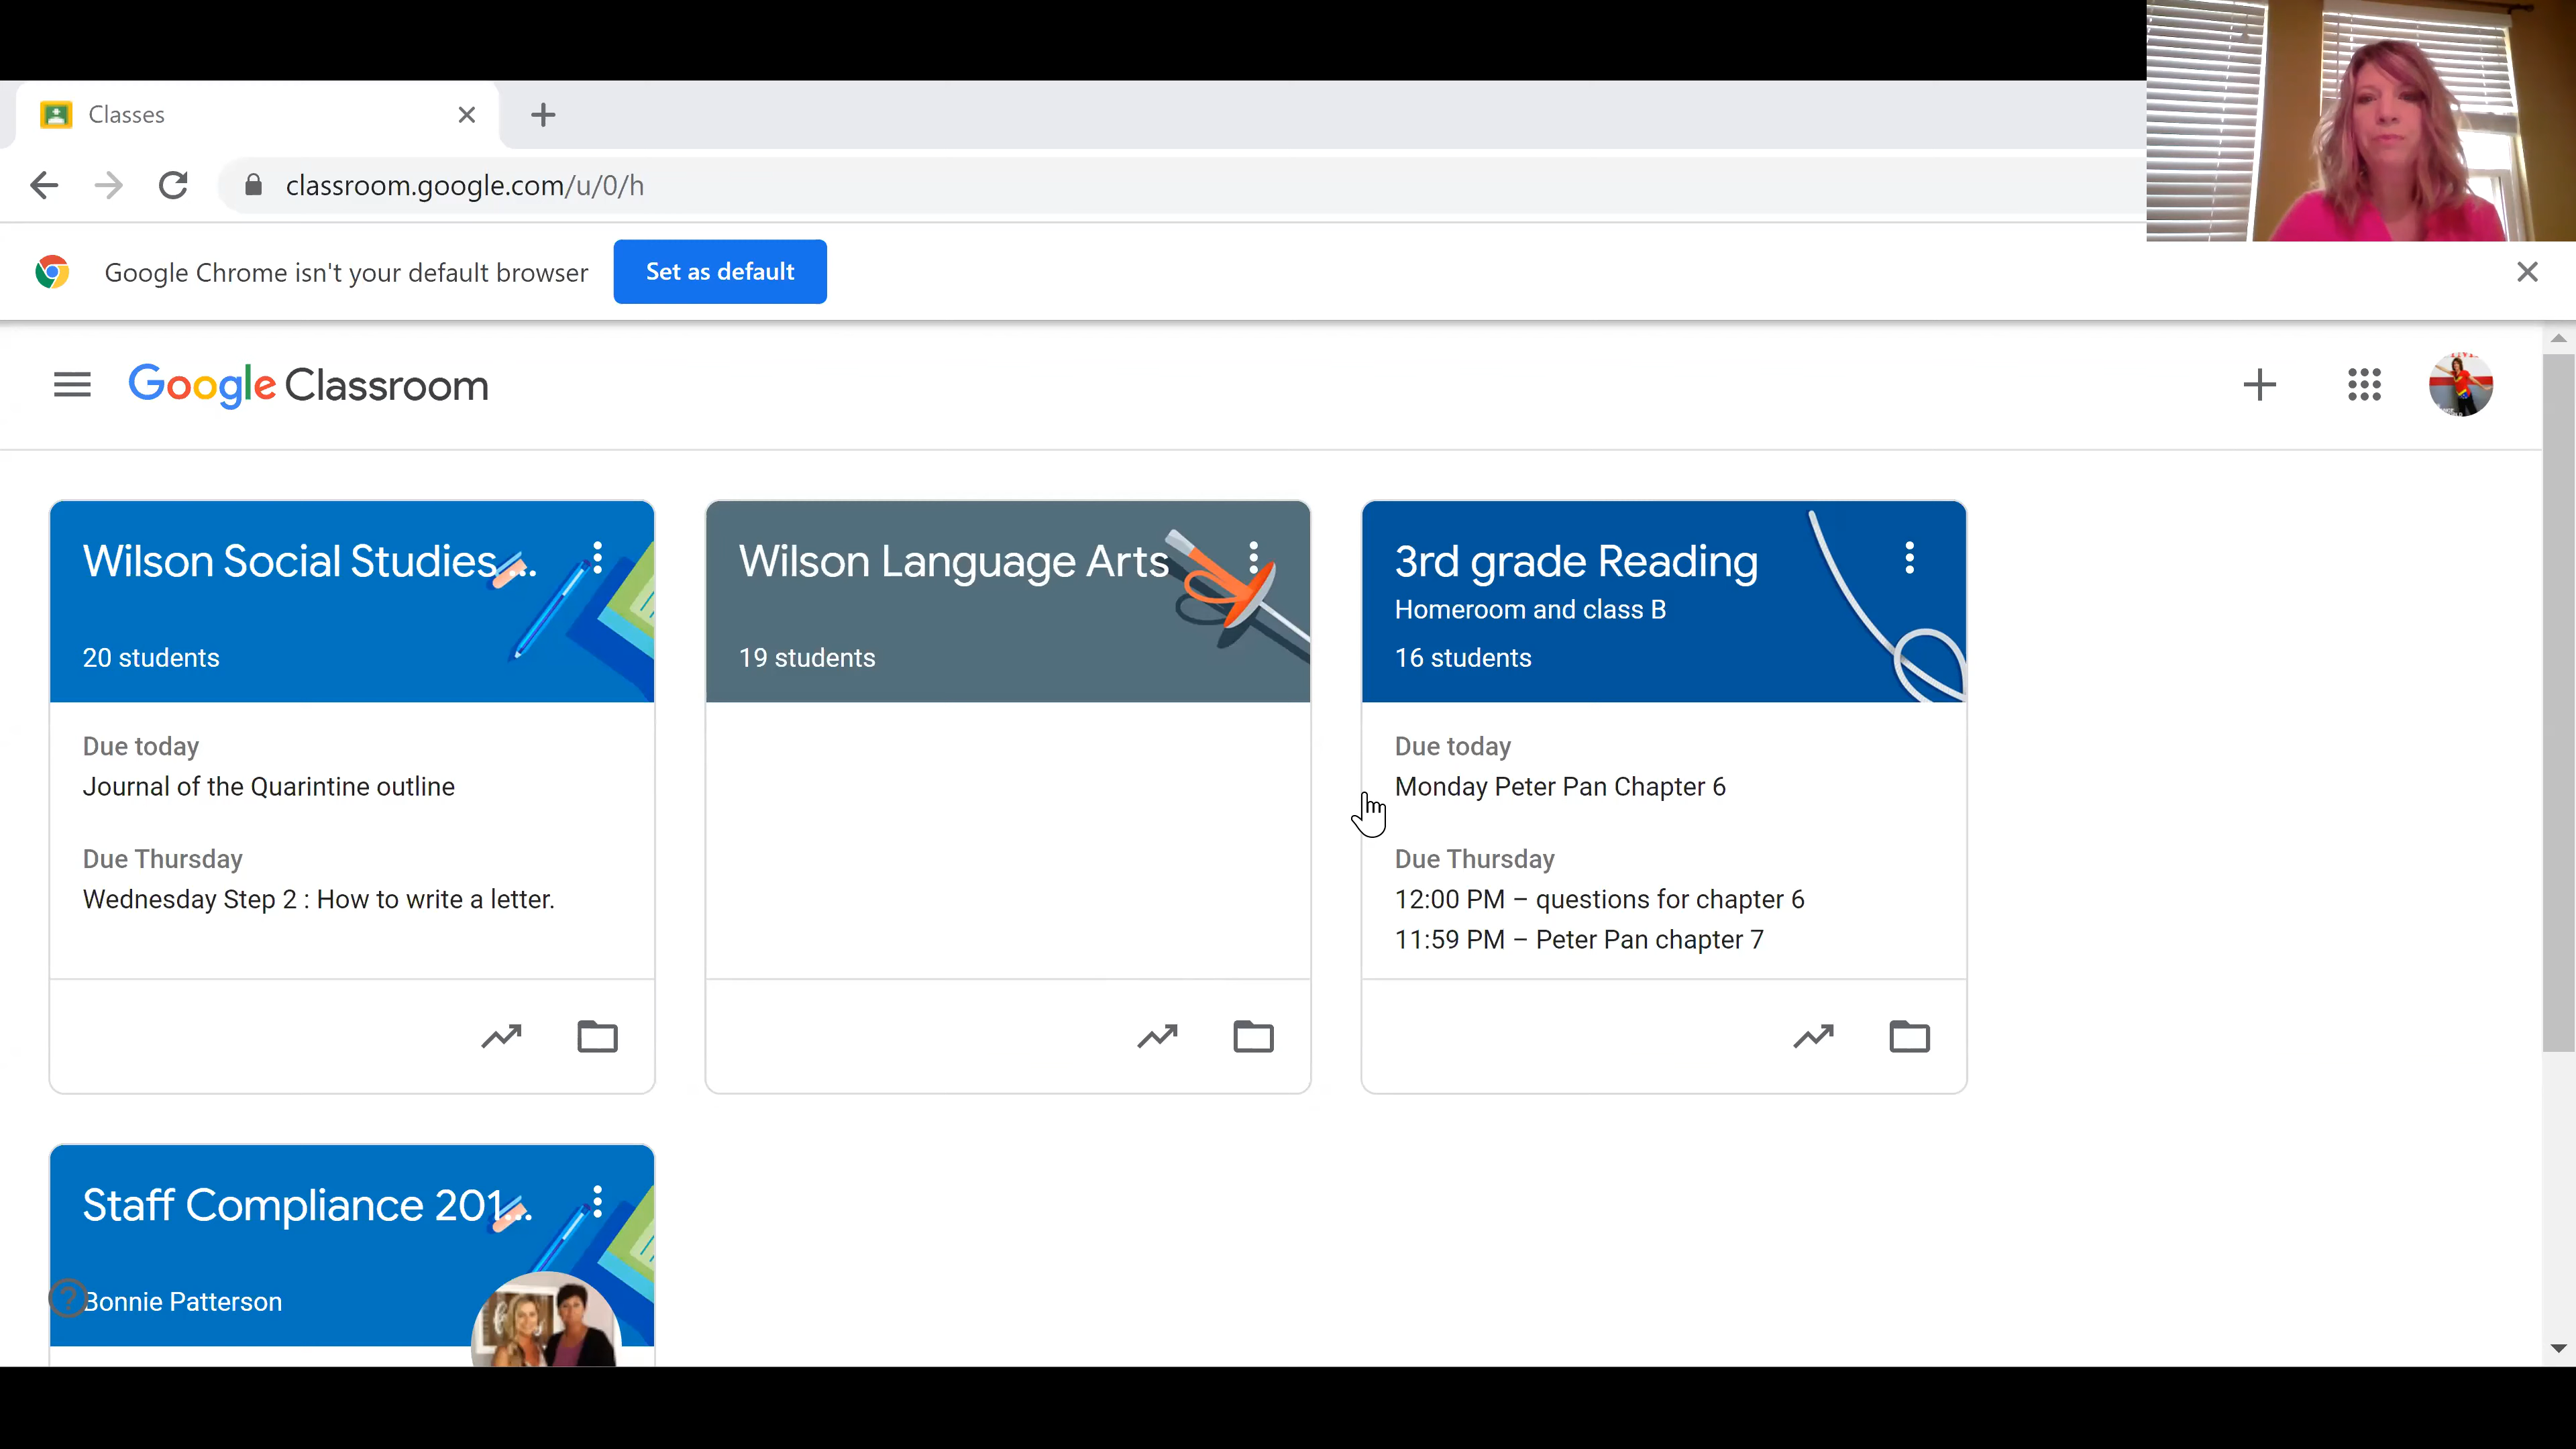 Classes
classroom.google.com/u/0/h
Google Chrome isn't your default browser
Set as default
Google Classroom
Wilson Social Studies ...
20 students
Due today
Journal of the Quarintine outline
Due Thursday
Wednesday Step 2 : How to write a letter.
Wilson Language Arts
19 students
3rd grade Reading
Homeroom and class B
16 students
Due today
Monday Peter Pan Chapter 6
Due Thursday
12:00 PM – questions for chapter 6
11:59 PM – Peter Pan chapter 7
Staff Compliance 201...
Bonnie Patterson
?